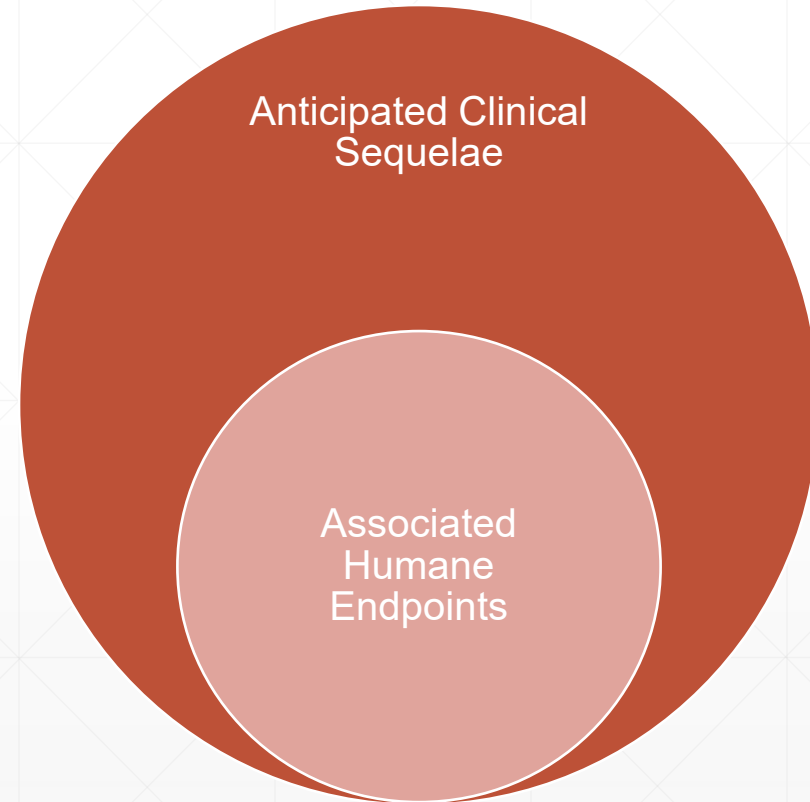 Anticipated Clinical
Sequelae
Associated
Humane
Endpoints